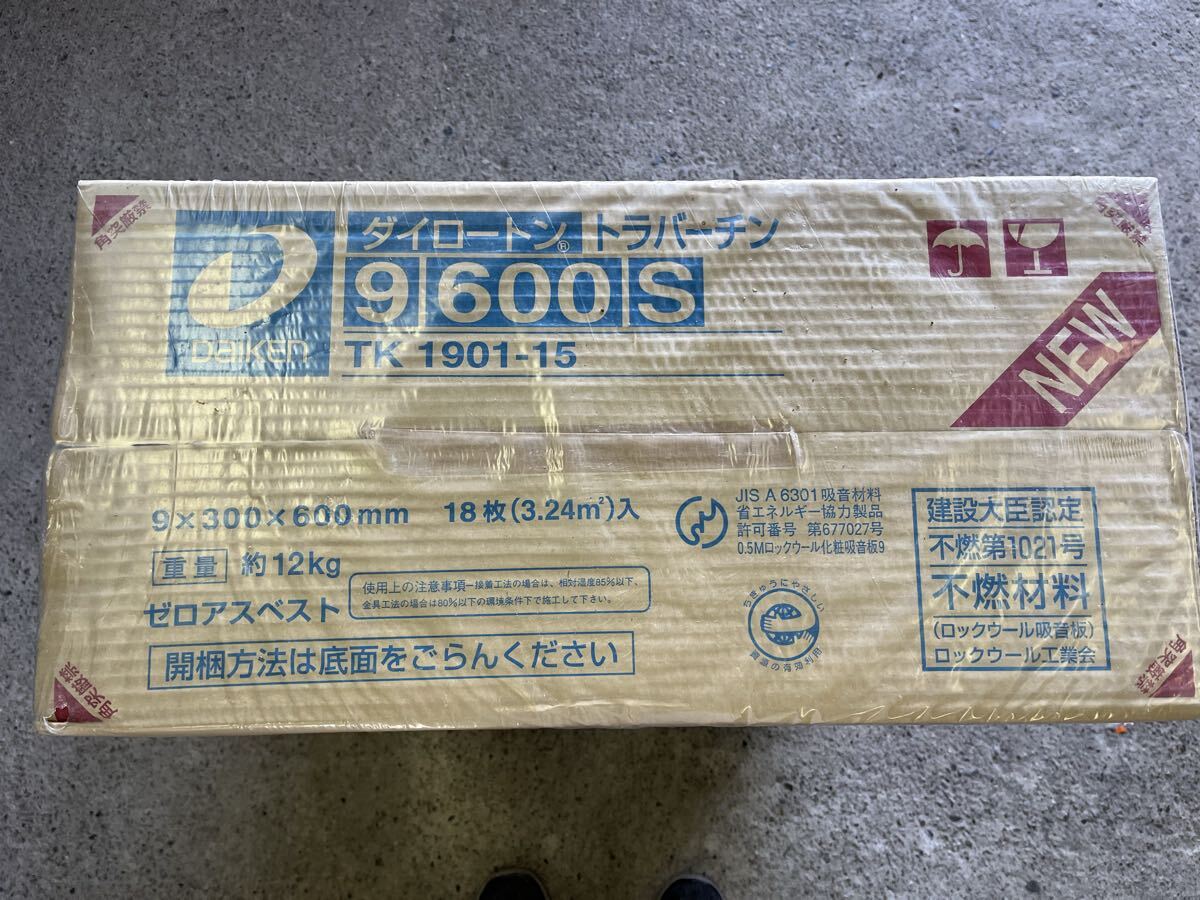 角突厳禁
DAIKEN
ダイロートン® トラバーチン
9 600 S
TK 1901-15
NEW
角突厳禁
9×300×600mm 18枚(3.24㎡)入
重量 約12kg
ゼロアスベスト
使用上の注意事項─接着工法の場合は、相対湿度85%以下、
金具工法の場合は80%以下の環境条件下で施工して下さい。
開梱方法は底面をごらんください
JIS A 6301吸音材料
省エネルギー協力製品
許可番号 第677027号
0.5Mロックウール化粧吸音板9
ちきゅうにやさしい
資源の有効利用
建設大臣認定
不燃第1021号
不燃材料
(ロックウール吸音板)
ロックウール工業会
角突厳禁
角突厳禁